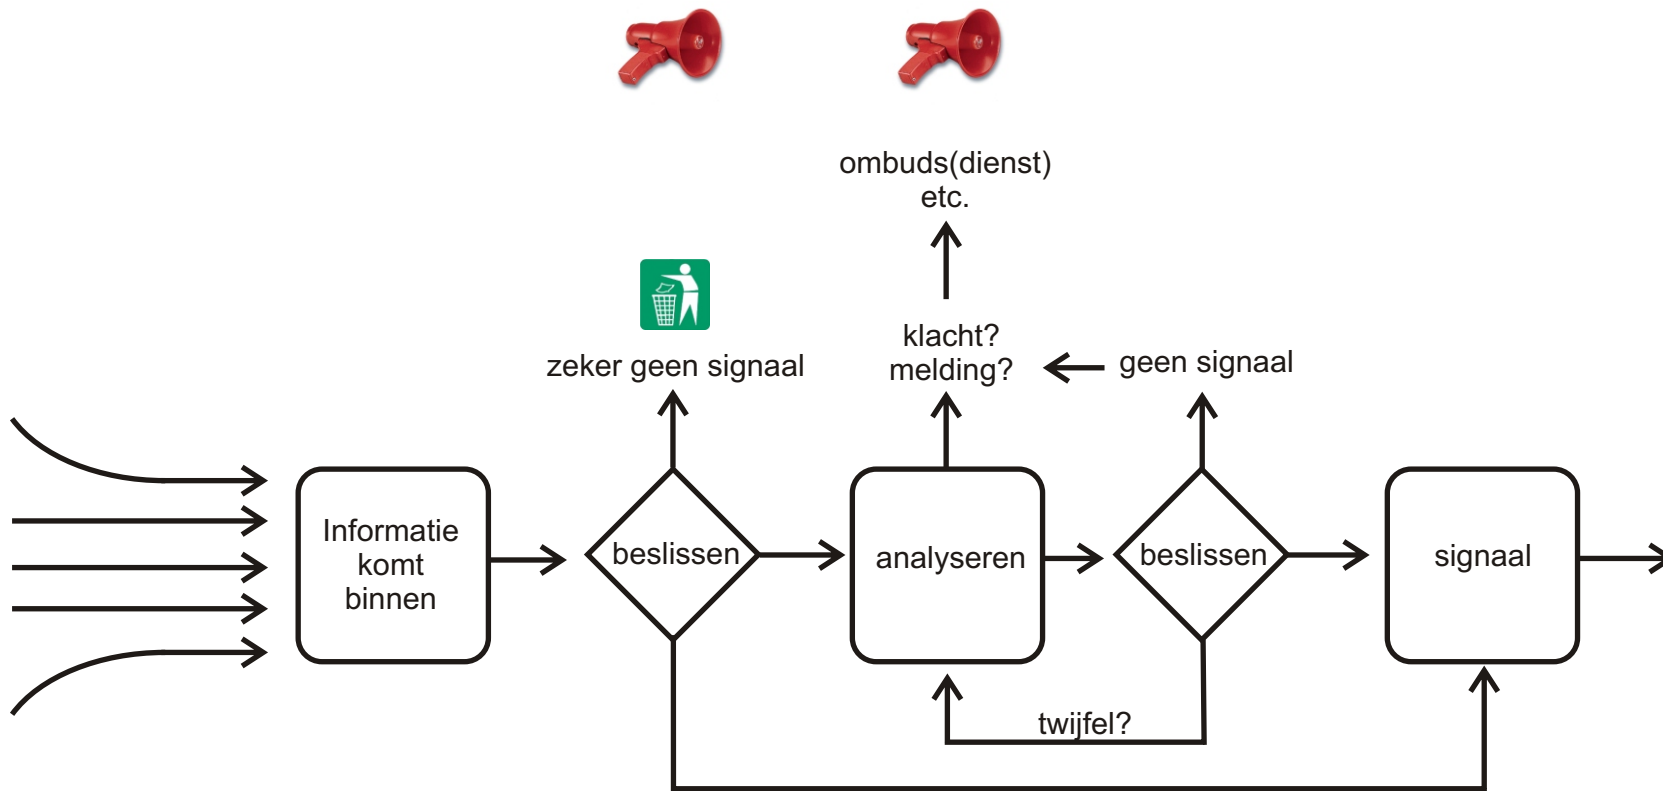 ombuds(dienst)
etc.
klacht?
melding?
geen signaal
zeker geen signaal
Informatie
komt
binnen
beslissen
analyseren
beslissen
signaal
twijfel?